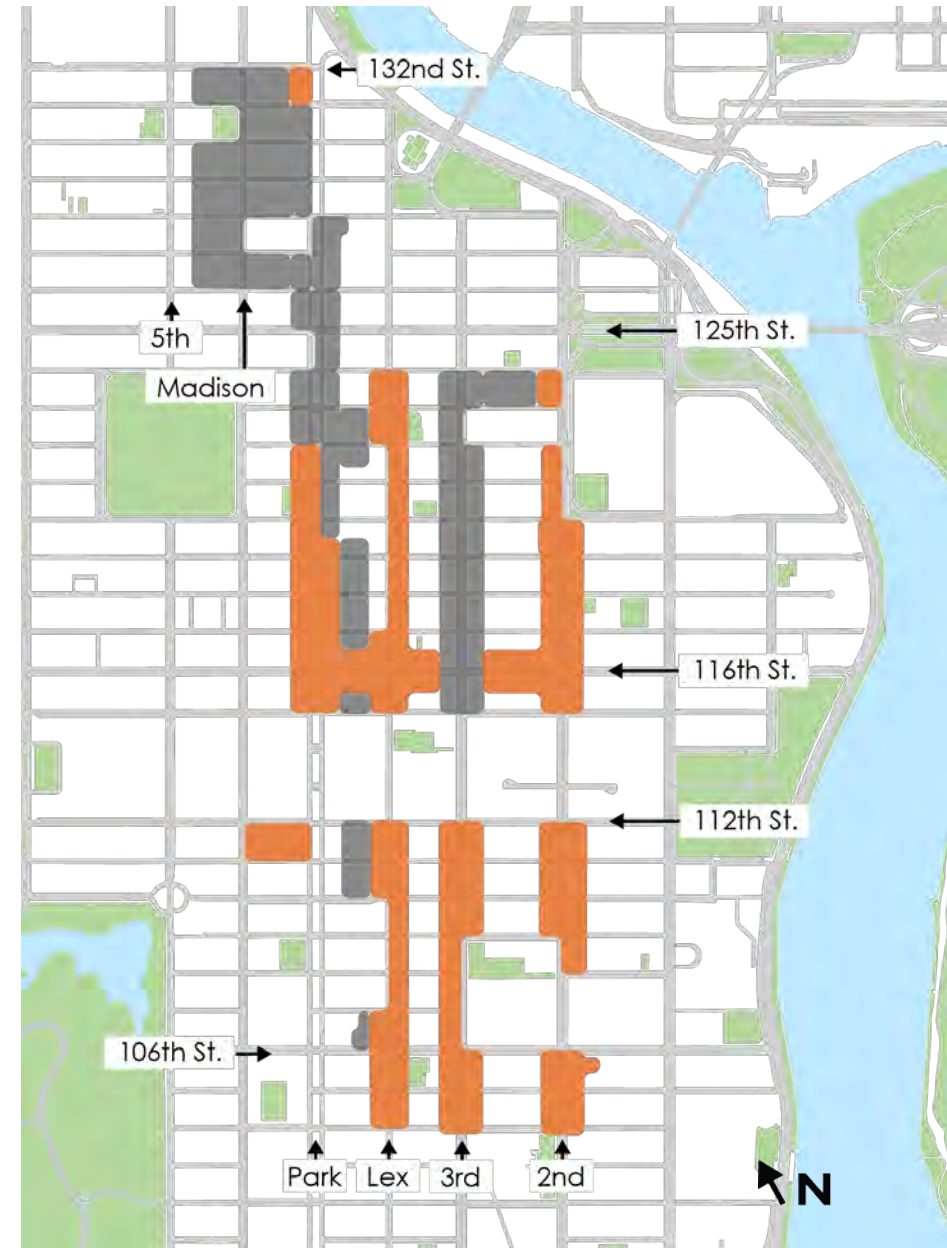 132nd St.
5th
125th St.
Madison
116th St.
112th St.
106th St.
Park
Lex
3rd
2nd
N